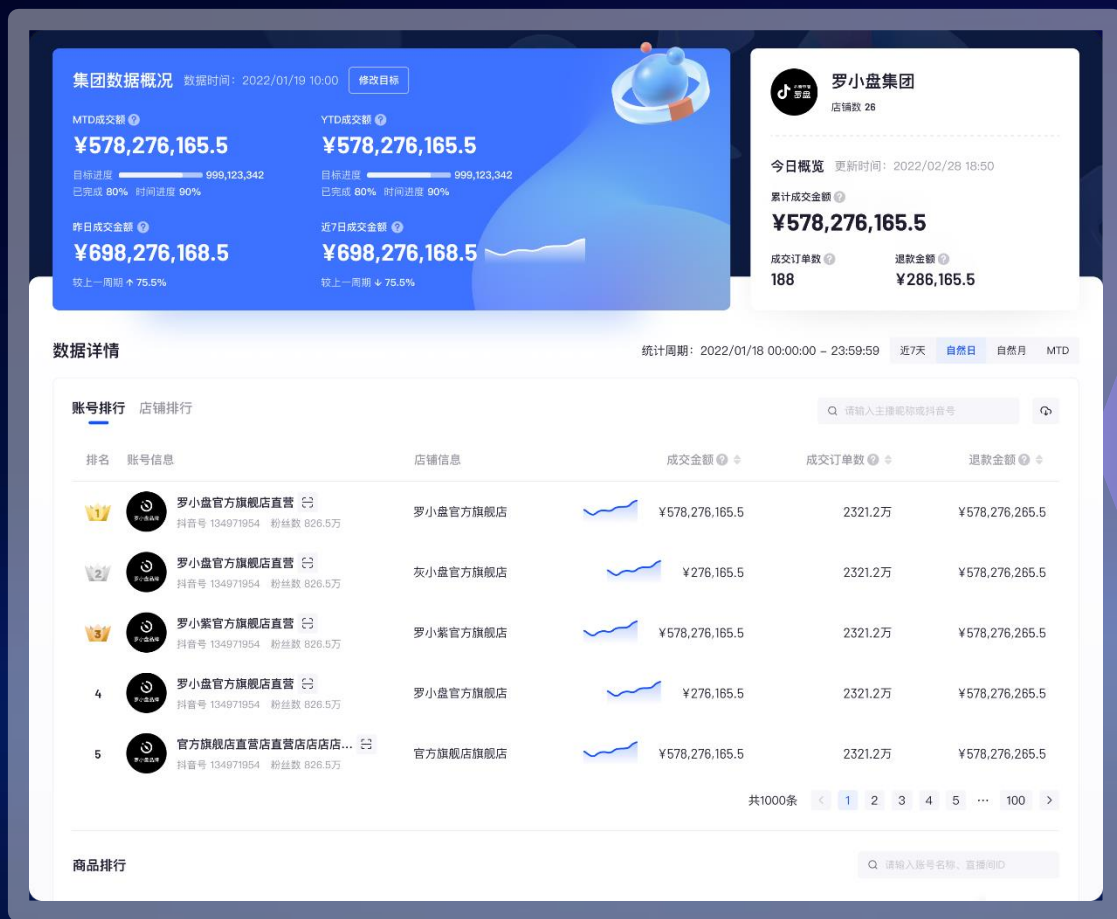 集团数据概况 数据时间：2022/01/19 10:00 修改目标
MTD成交额 YTD成交额
¥578,276,165.5 ¥578,276,165.5
目标进度 999,123,342 目标进度 999,123,342
已完成 80% 时间进度 90% 已完成 80% 时间进度 90%
昨日成交金额 近7日成交金额
¥698,276,168.5 ¥698,276,168.5
较上一周期 ↑ 75.5% 较上一周期 ↓ 75.5%
罗小盘集团
店铺数 26
今日概览 更新时间：2022/02/28 18:50
累计成交金额
¥578,276,165.5
成交订单数 退款金额
188 ¥286,165.5
数据详情 统计周期：2022/01/18 00:00:00 – 23:59:59 近7天 自然日 自然月 MTD
账号排行 店铺排行 请输入主播昵称或抖音号
排名 账号信息 店铺信息 成交金额 成交订单数 退款金额
1 罗小盘官方旗舰店直营 罗小盘官方旗舰店 ¥578,276,165.5 2321.2万 ¥578,276,265.5
抖音号 134971954 粉丝数 826.5万
2 罗小盘官方旗舰店直营 灰小盘官方旗舰店 ¥276,165.5 2321.2万 ¥578,276,265.5
抖音号 134971954 粉丝数 826.5万
3 罗小紫官方旗舰店直营 罗小紫官方旗舰店 ¥578,276,165.5 2321.2万 ¥578,276,265.5
抖音号 134971954 粉丝数 826.5万
4 罗小盘官方旗舰店直营 罗小盘官方旗舰店 ¥276,165.5 2321.2万 ¥578,276,265.5
抖音号 134971954 粉丝数 826.5万
5 官方旗舰店直营店直营店店店店店... 官方旗舰店旗舰店 ¥578,276,165.5 2321.2万 ¥578,276,265.5
抖音号 134971954 粉丝数 826.5万
共1000条 < 1 2 3 4 5 ··· 100 >
商品排行 请输入账号名称、直播间ID